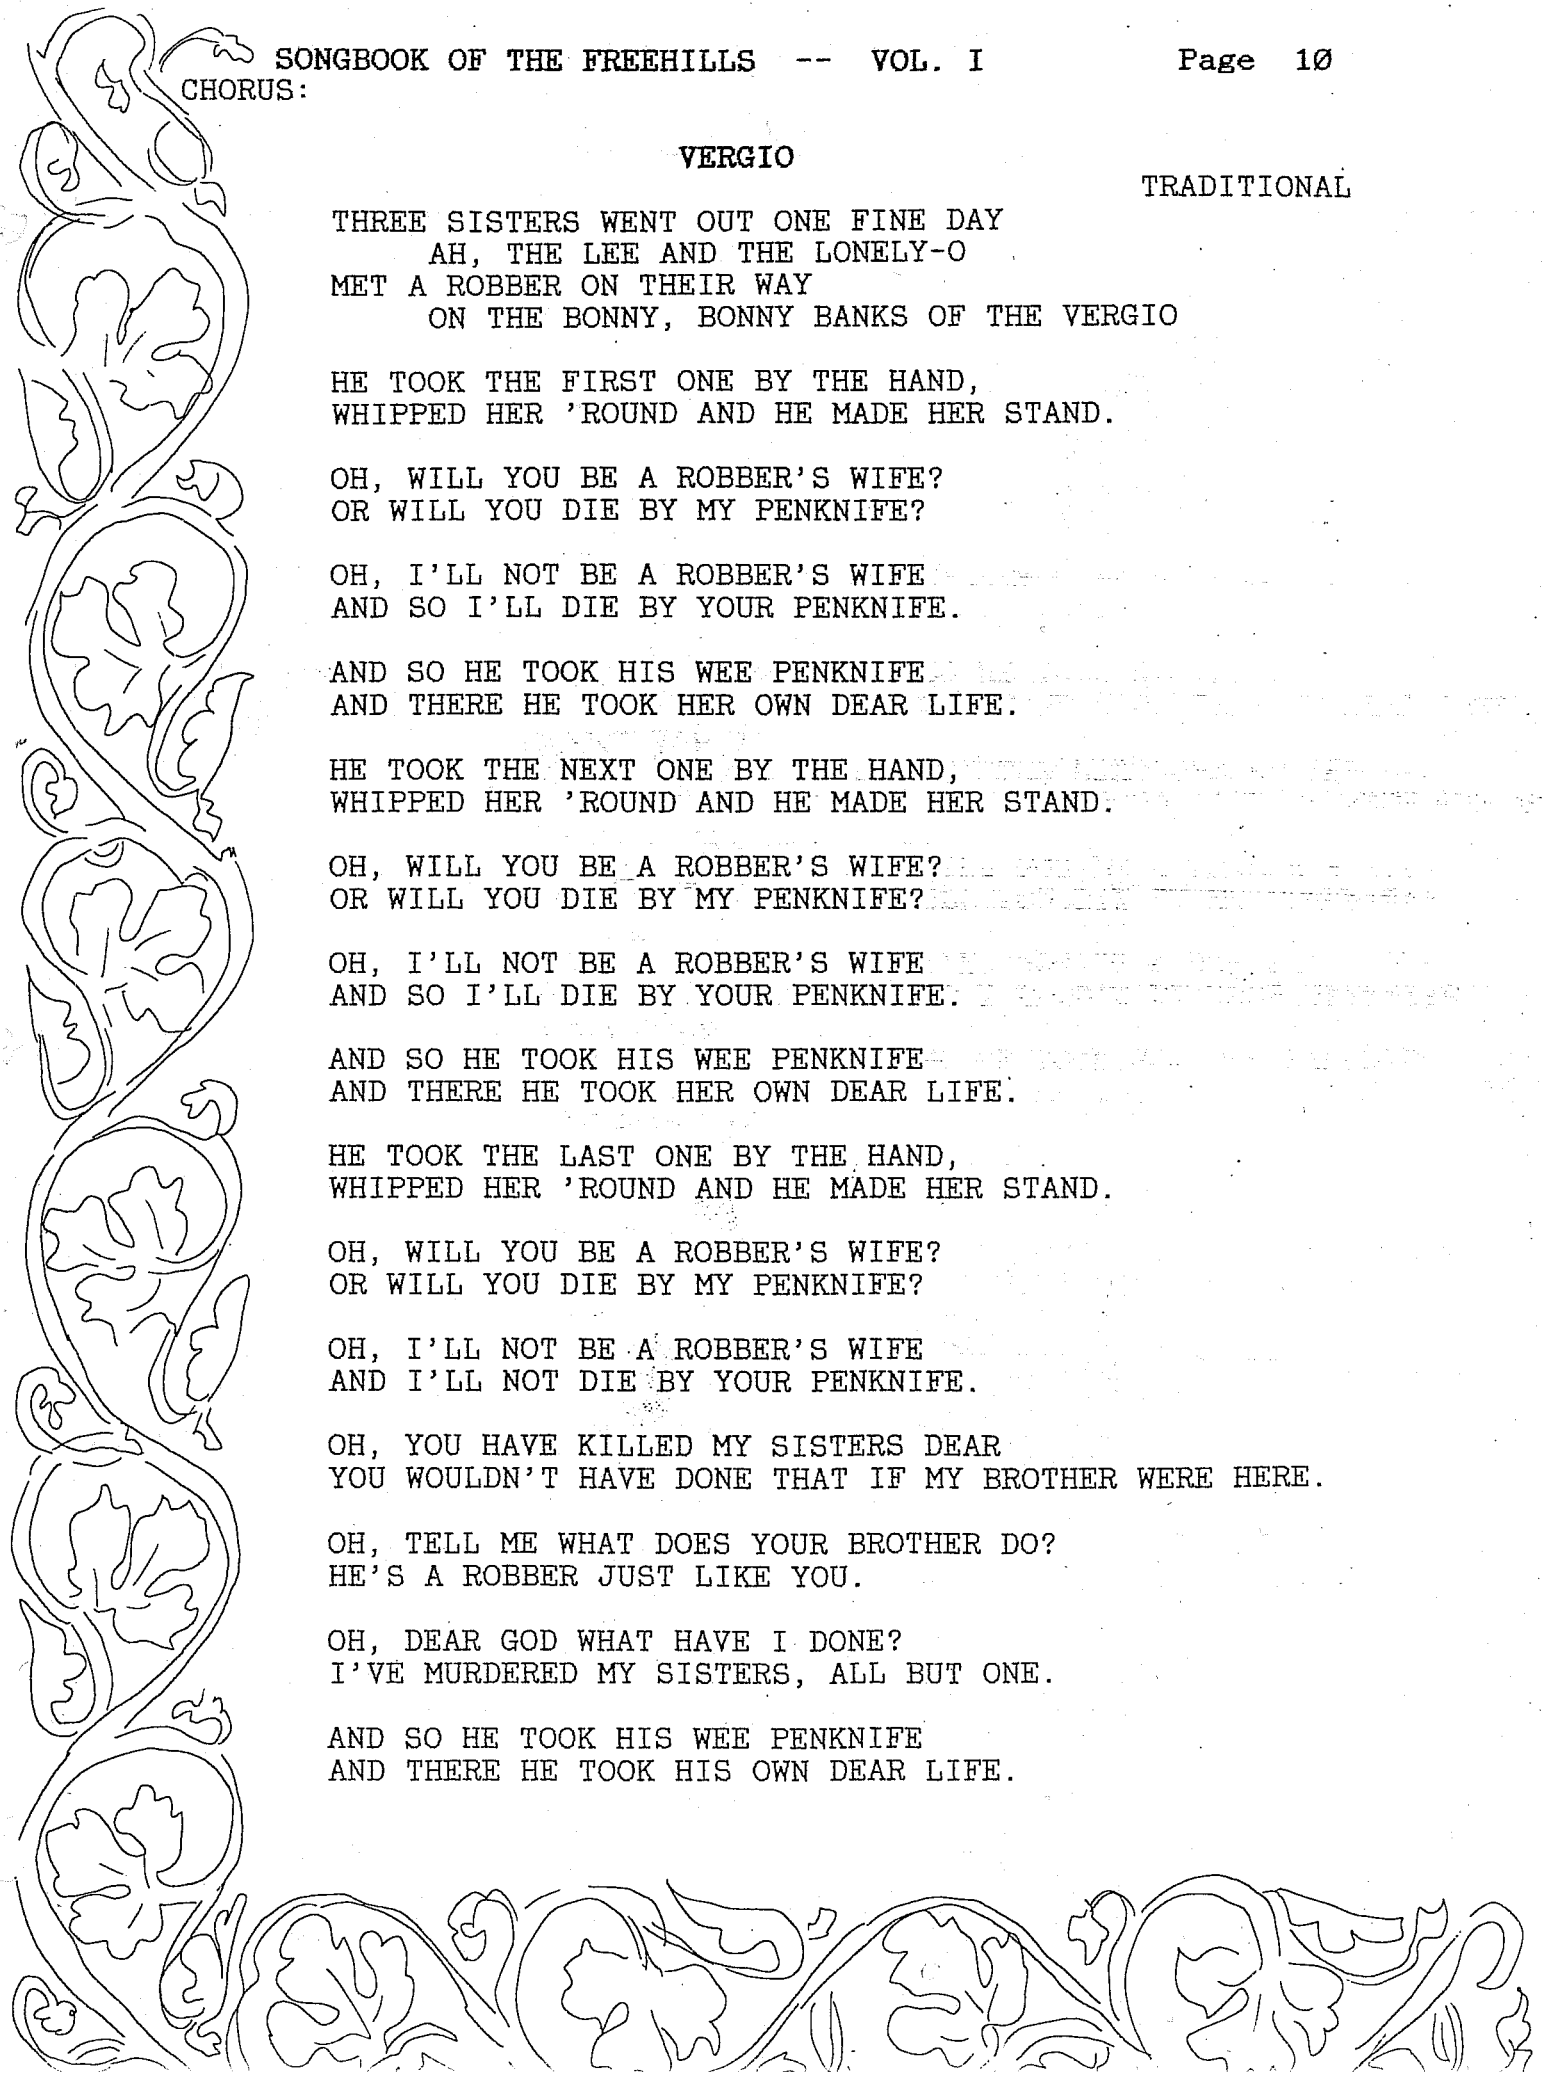 SONGBOOK OF THE FREEHILLS -- VOL. I Page 10
CHORUS:
VERGIO
TRADITIONAL
THREE SISTERS WENT OUT ONE FINE DAY
AH, THE LEE AND THE LONELY-O
MET A ROBBER ON THEIR WAY
ON THE BONNY, BONNY BANKS OF THE VERGIO
HE TOOK THE FIRST ONE BY THE HAND,
WHIPPED HER 'ROUND AND HE MADE HER STAND.
OH, WILL YOU BE A ROBBER'S WIFE?
OR WILL YOU DIE BY MY PENKNIFE?
OH, I'LL NOT BE A ROBBER'S WIFE
AND SO I'LL DIE BY YOUR PENKNIFE.
AND SO HE TOOK HIS WEE PENKNIFE
AND THERE HE TOOK HER OWN DEAR LIFE.
HE TOOK THE NEXT ONE BY THE HAND,
WHIPPED HER 'ROUND AND HE MADE HER STAND.
OH, WILL YOU BE A ROBBER'S WIFE?
OR WILL YOU DIE BY MY PENKNIFE?
OH, I'LL NOT BE A ROBBER'S WIFE
AND SO I'LL DIE BY YOUR PENKNIFE.
AND SO HE TOOK HIS WEE PENKNIFE
AND THERE HE TOOK HER OWN DEAR LIFE.
HE TOOK THE LAST ONE BY THE HAND,
WHIPPED HER 'ROUND AND HE MADE HER STAND.
OH, WILL YOU BE A ROBBER'S WIFE?
OR WILL YOU DIE BY MY PENKNIFE?
OH, I'LL NOT BE A ROBBER'S WIFE
AND I'LL NOT DIE BY YOUR PENKNIFE.
OH, YOU HAVE KILLED MY SISTERS DEAR
YOU WOULDN'T HAVE DONE THAT IF MY BROTHER WERE HERE.
OH, TELL ME WHAT DOES YOUR BROTHER DO?
HE'S A ROBBER JUST LIKE YOU.
OH, DEAR GOD WHAT HAVE I DONE?
I'VE MURDERED MY SISTERS, ALL BUT ONE.
AND SO HE TOOK HIS WEE PENKNIFE
AND THERE HE TOOK HIS OWN DEAR LIFE.